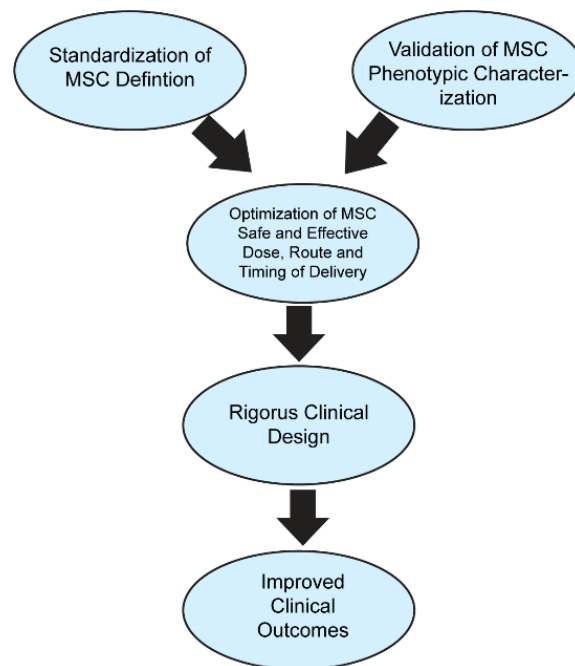 Standardization of
MSC Defintion
Validation of MSC
Phenotypic Character-
ization
Optimization of MSC
Safe and Effective
Dose, Route and
Timing of Delivery
Rigorus Clinical
Design
Improved
Clinical
Outcomes